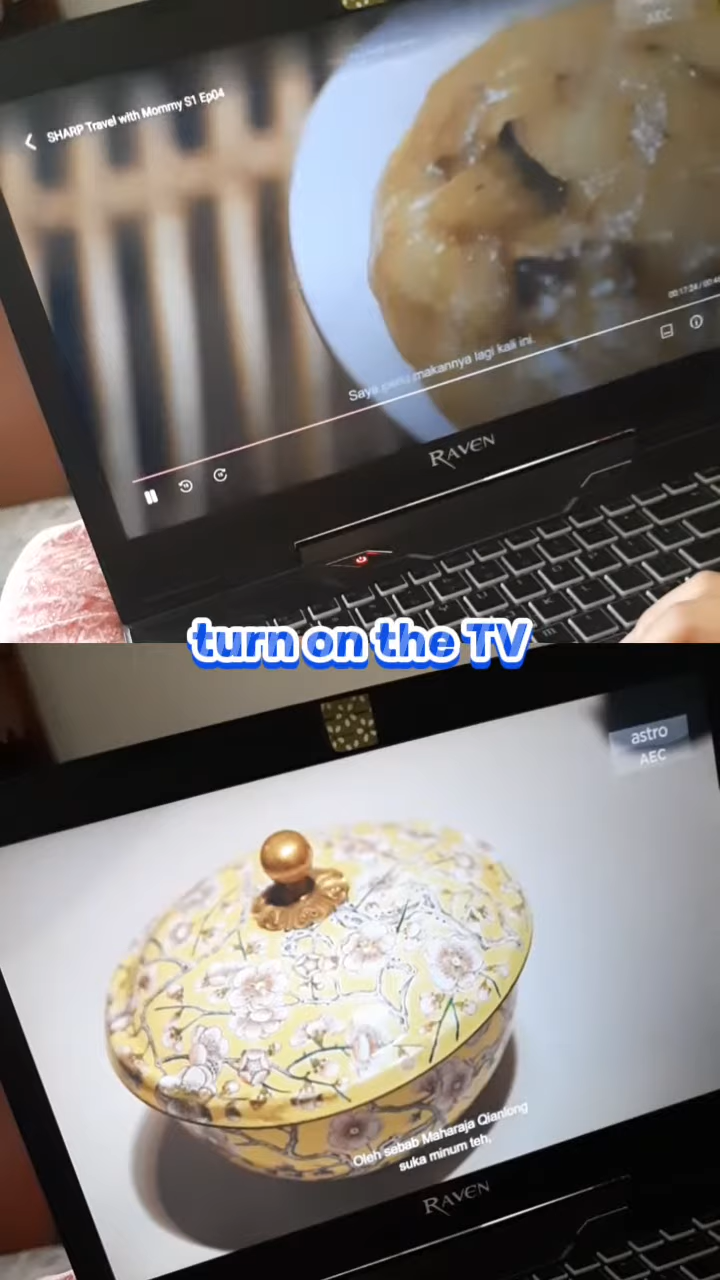 AEC
SHARP Travel with Mommy S1 Ep04
Saya perlu makannya lagi kali ini.
RAVEN
turn on the TV
astro
AEC
Oleh sebab Maharaja Qianlong
suka minum teh,
RAVEN